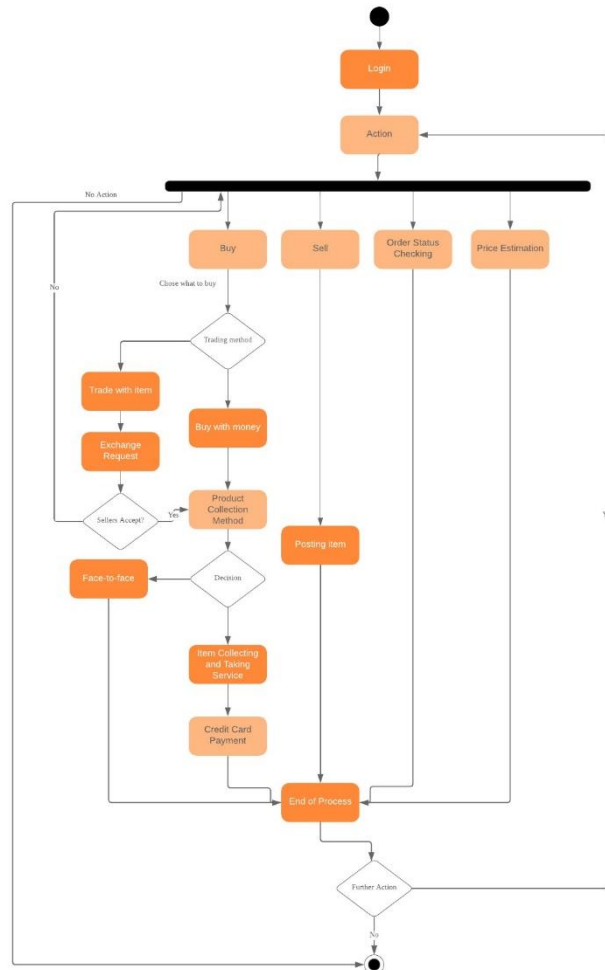 Login
Action
No Action
Buy
Sell
Order Status
Checking
Price Estimation
No
Chose what to buy
Trading method
Trade with item
Buy with money
Exchange
Request
Sellers Accept?
Yes
Product
Collection
Method
Posting Item
Face-to-face
Decision
Item Collecting
and Taking
Service
Credit Card
Payment
End of Process
Further Action
No